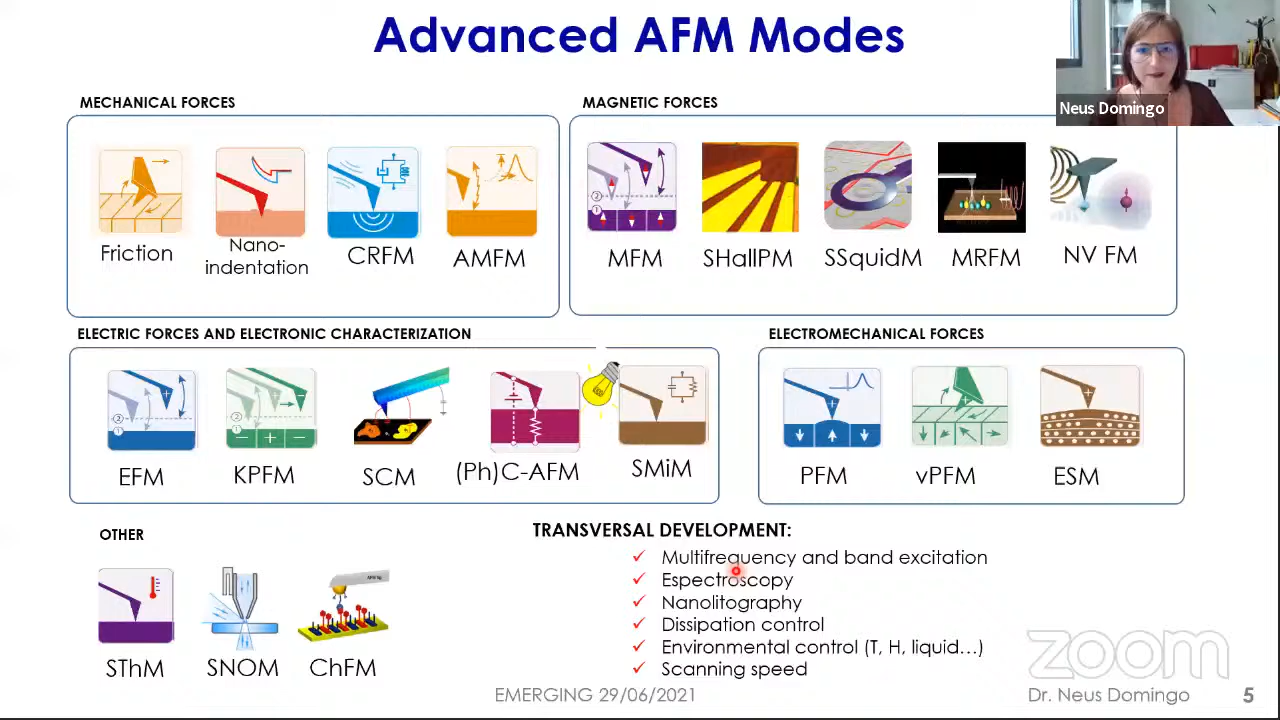 Advanced AFM Modes
Neus Domingo
MECHANICAL FORCES
Friction
Nano-
indentation
CRFM
AMFM
MAGNETIC FORCES
MFM
SHallPM
SSquidM
MRFM
NV FM
ELECTRIC FORCES AND ELECTRONIC CHARACTERIZATION
EFM
KPFM
SCM
(Ph)C-AFM
SMiM
ELECTROMECHANICAL FORCES
PFM
vPFM
ESM
OTHER
SThM
SNOM
ChFM
TRANSVERSAL DEVELOPMENT:
Multifrequency and band excitation
Espectroscopy
Nanolitography
Dissipation control
Environmental control (T, H, liquid…)
Scanning speed
zoom
EMERGING 29/06/2021
Dr. Neus Domingo
5